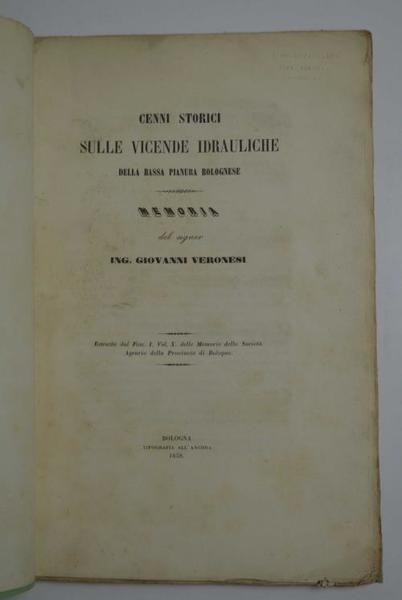 CENNI STORICI
SULLE VICENDE IDRAULICHE
DELLA BASSA PIANURA BOLOGNESE
MEMORIA
del signor
ING. GIOVANNI VERONESI
Estratta dal Fasc. I. Vol. X. delle Memorie della Società
Agraria della Provincia di Bologna.
BOLOGNA
TIPOGRAFIA ALL'ANCORA
1858.